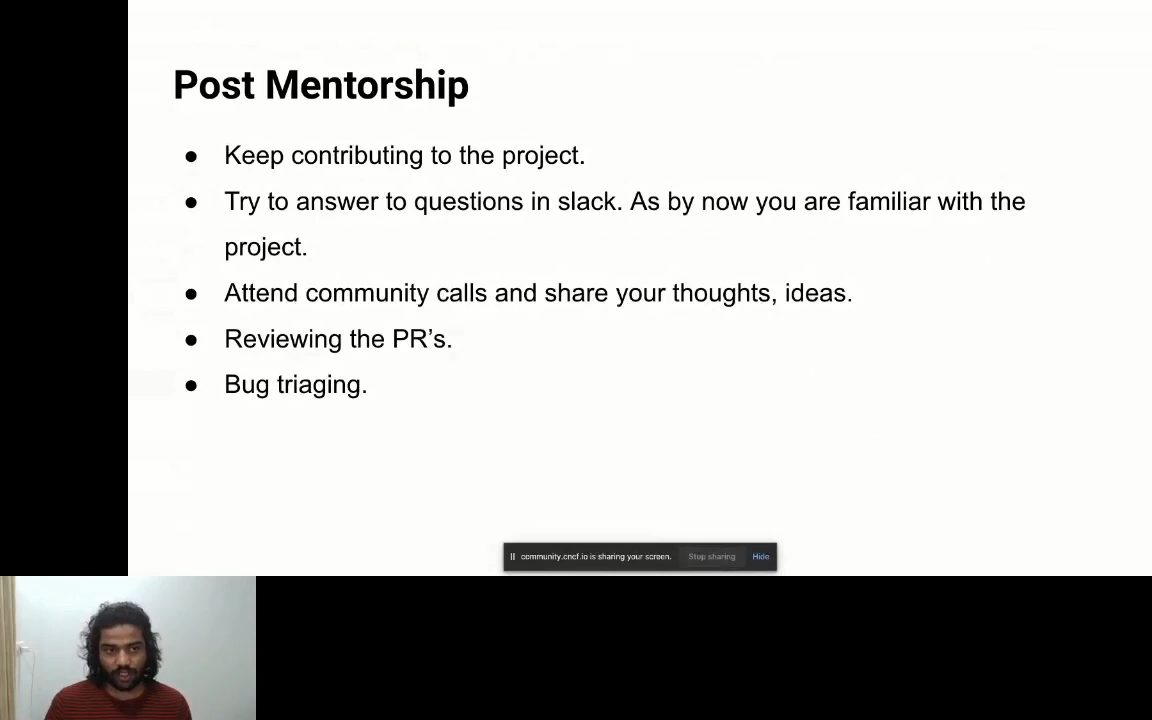 Post Mentorship
● Keep contributing to the project.
● Try to answer to questions in slack. As by now you are familiar with the
project.
● Attend community calls and share your thoughts, ideas.
● Reviewing the PR’s.
● Bug triaging.
community.cncf.io is sharing your screen. Stop sharing Hide